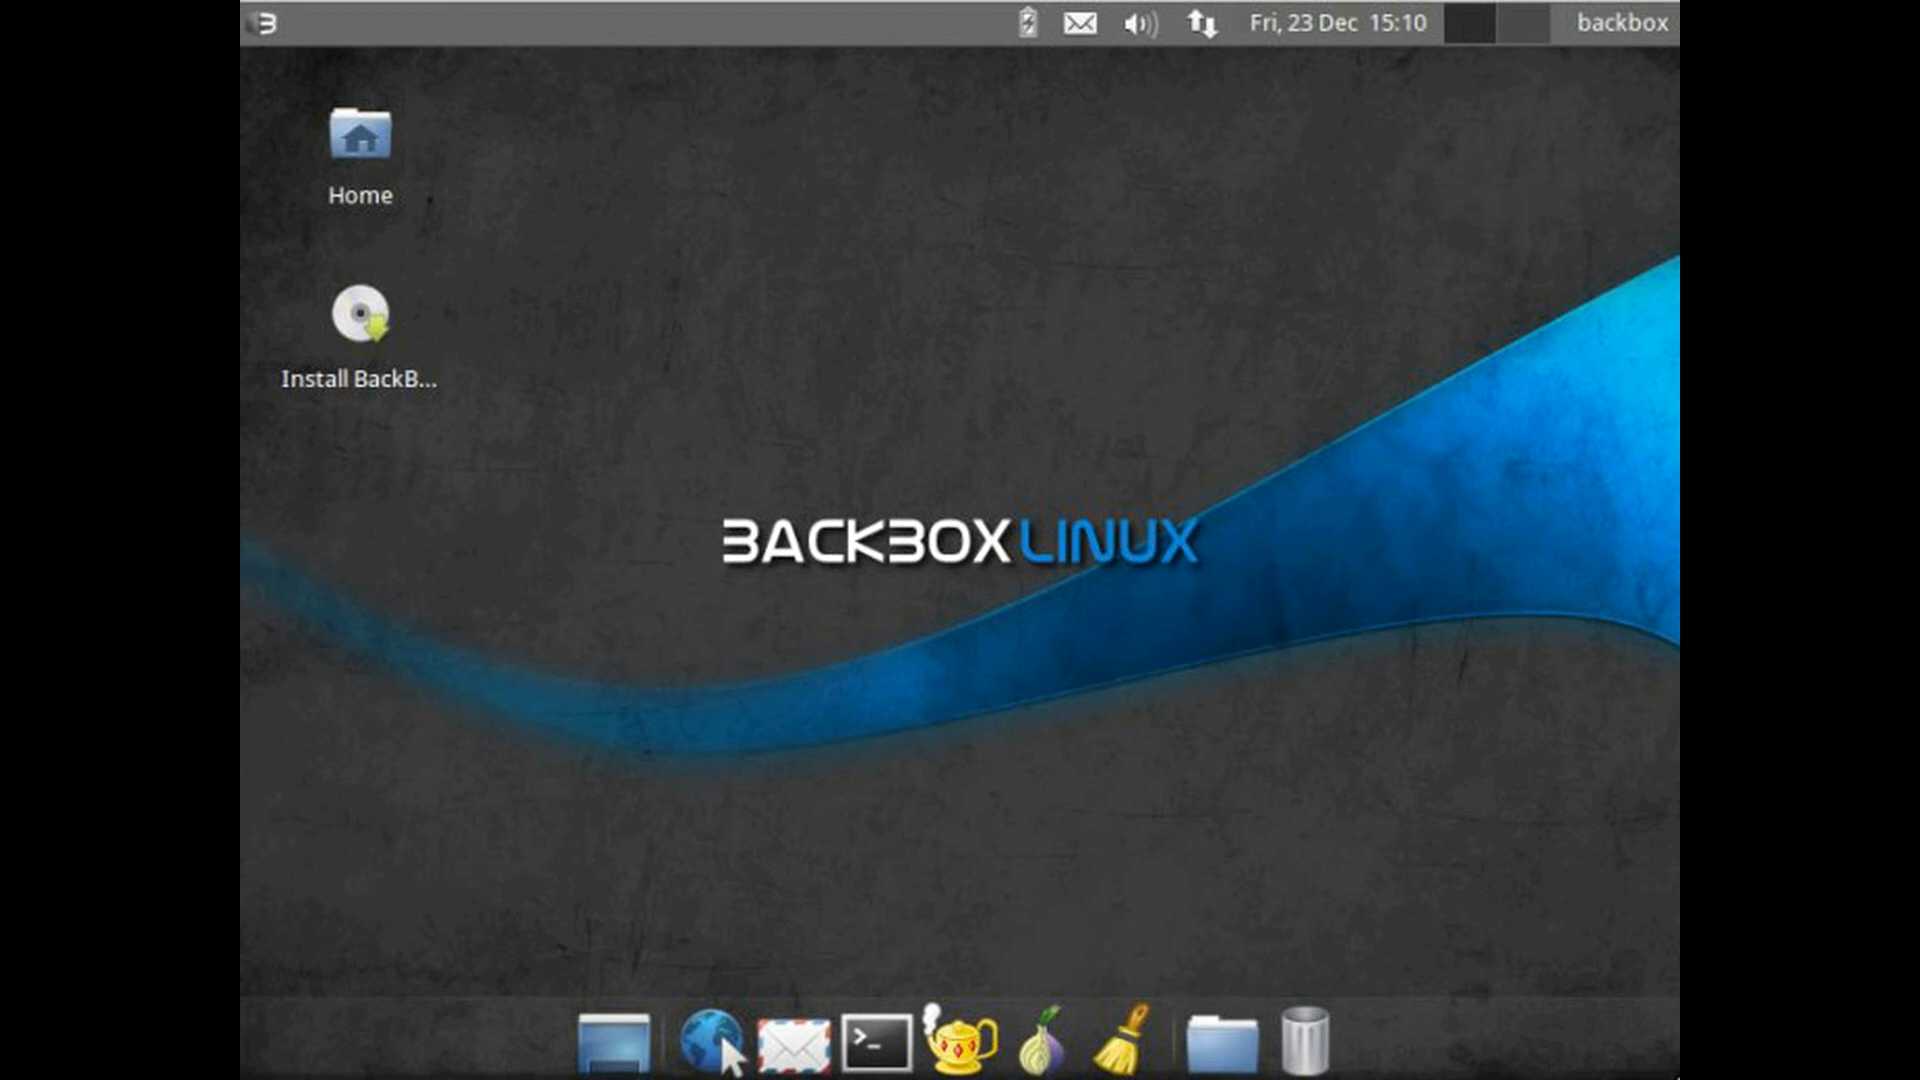 Fri, 23 Dec 15:10
backbox
Home
Install BackB...
BACKBOX LINUX